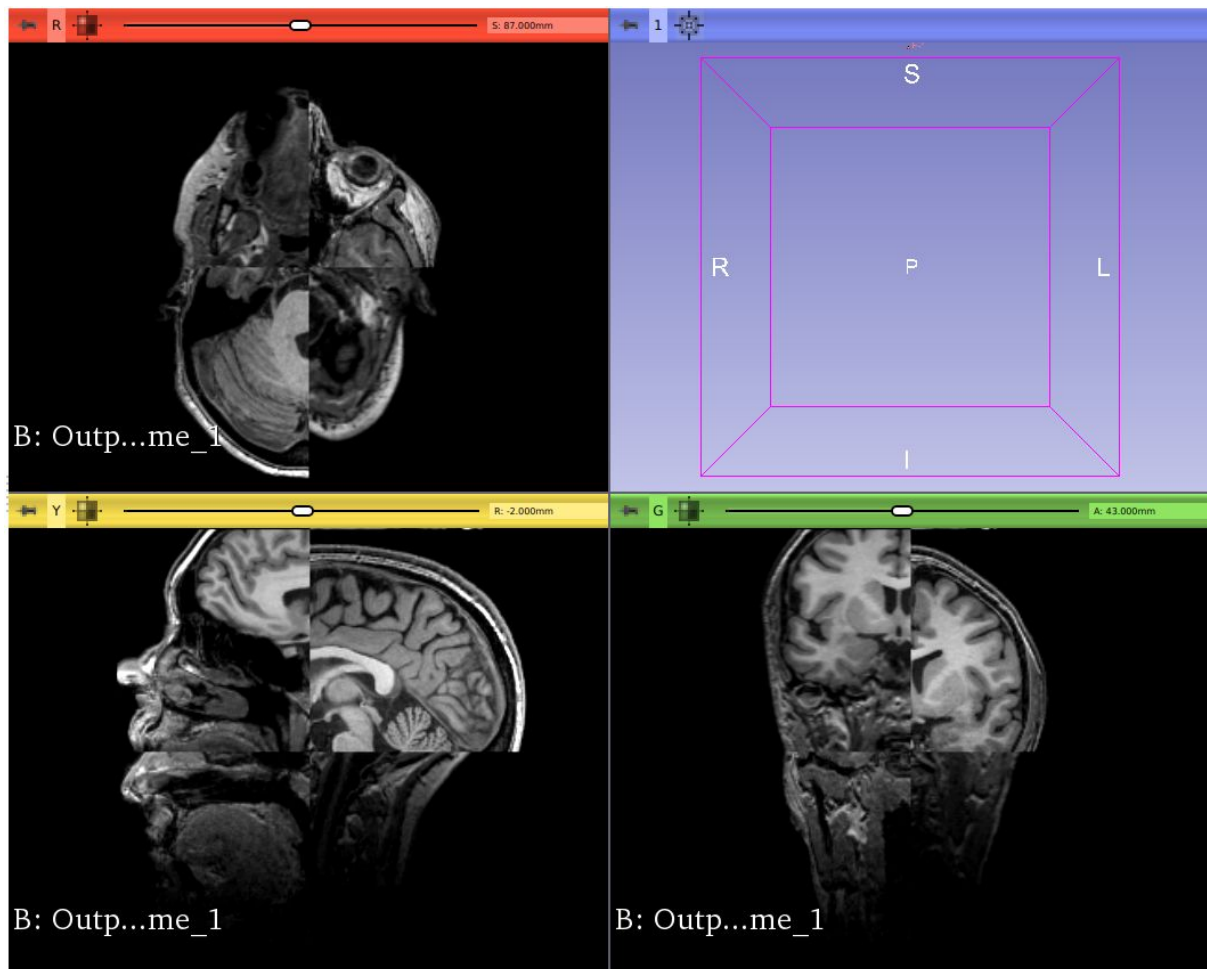 R S: 87.000mm
1
S
R P L
I
B: Outp...me_1
Y R: -2.000mm
G A: 43.000mm
B: Outp...me_1
B: Outp...me_1